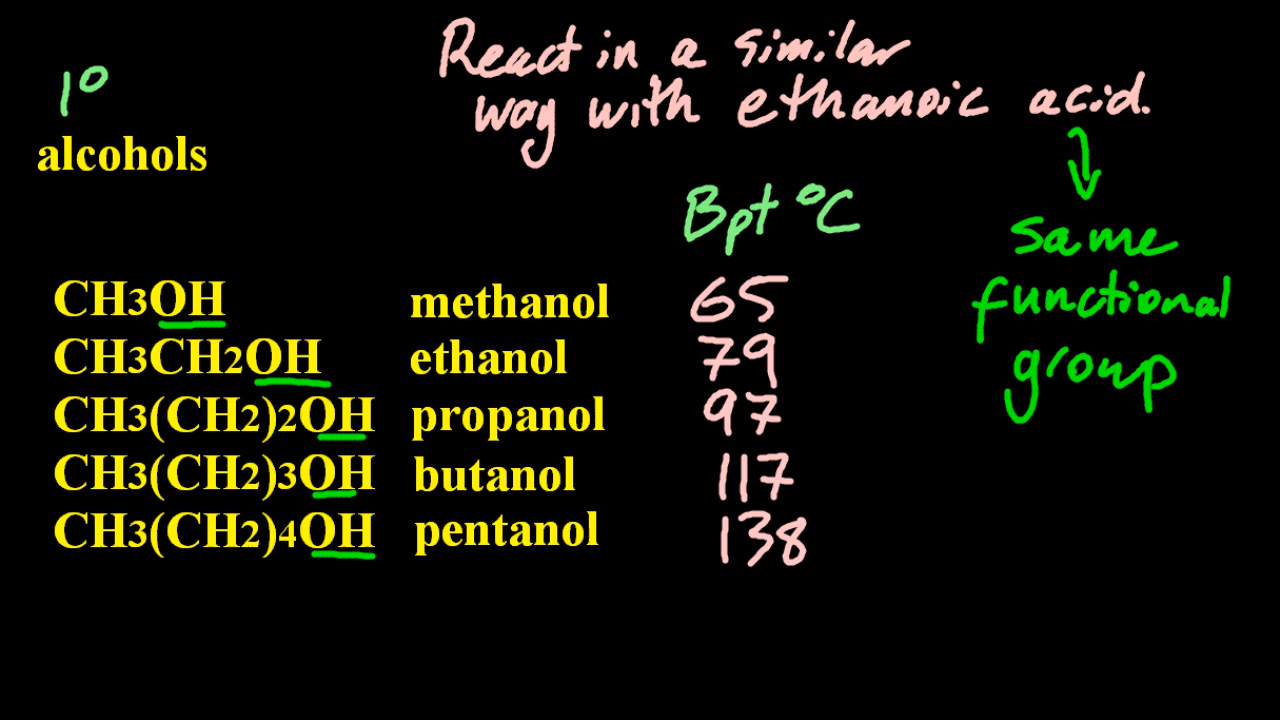 1°
alcohols
React in a similar
way with ethanoic acid.
same
functional
group
Bpt °C
CH3OH methanol 65
CH3CH2OH ethanol 79
CH3(CH2)2OH propanol 97
CH3(CH2)3OH butanol 117
CH3(CH2)4OH pentanol 138